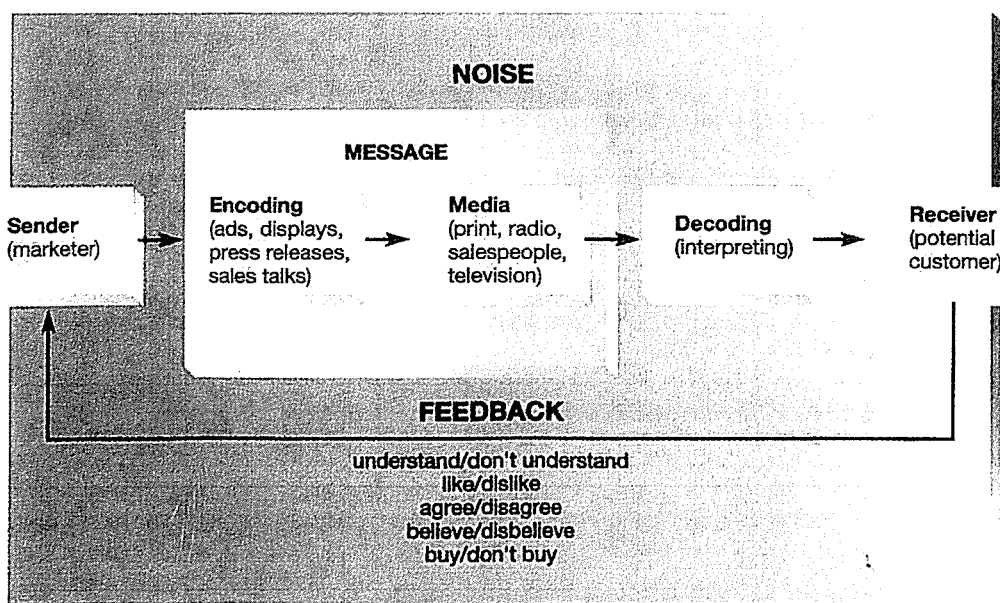 NOISE
MESSAGE
Sender
(marketer)
Encoding
(ads, displays,
press releases,
sales talks)
Media
(print, radio,
salespeople,
television)
Decoding
(interpreting)
Receiver
(potential
customer)
FEEDBACK
understand/don't understand
like/dislike
agree/disagree
believe/disbelieve
buy/don't buy